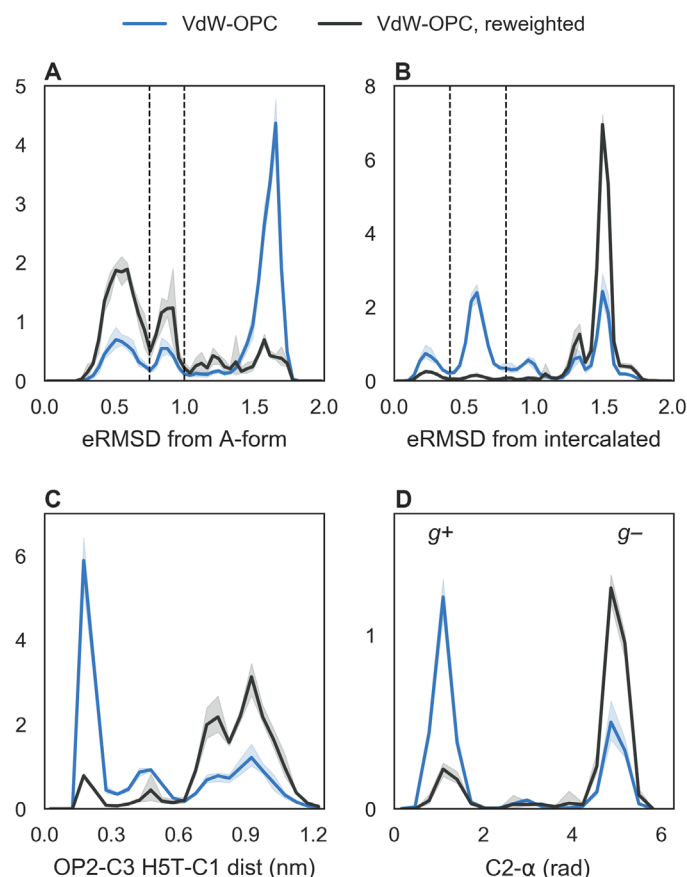 VdW-OPC VdW-OPC, reweighted
A B
5
4
3
2
1
0
0.0 0.5 1.0 1.5 2.0
eRMSD from A-form
8
6
4
2
0
0.0 0.5 1.0 1.5 2.0
eRMSD from intercalated
C D
6
4
2
0
0.0 0.3 0.6 0.9 1.2
OP2-C3 H5T-C1 dist (nm)
g+ g–
1
0
0 2 4 6
C2-α (rad)